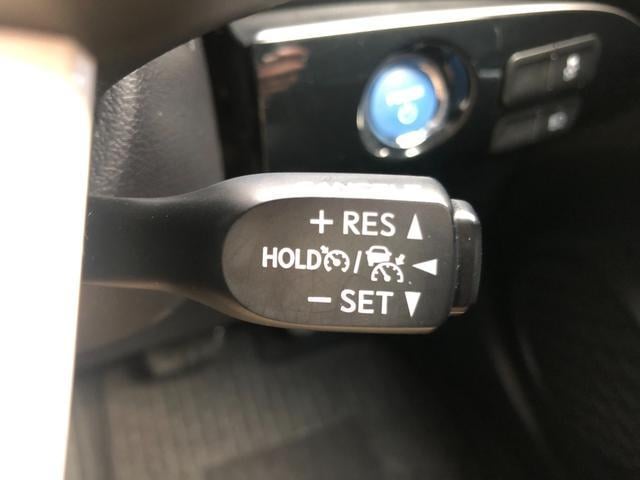 + RES ▲
HOLD / ◀
- SET ▼